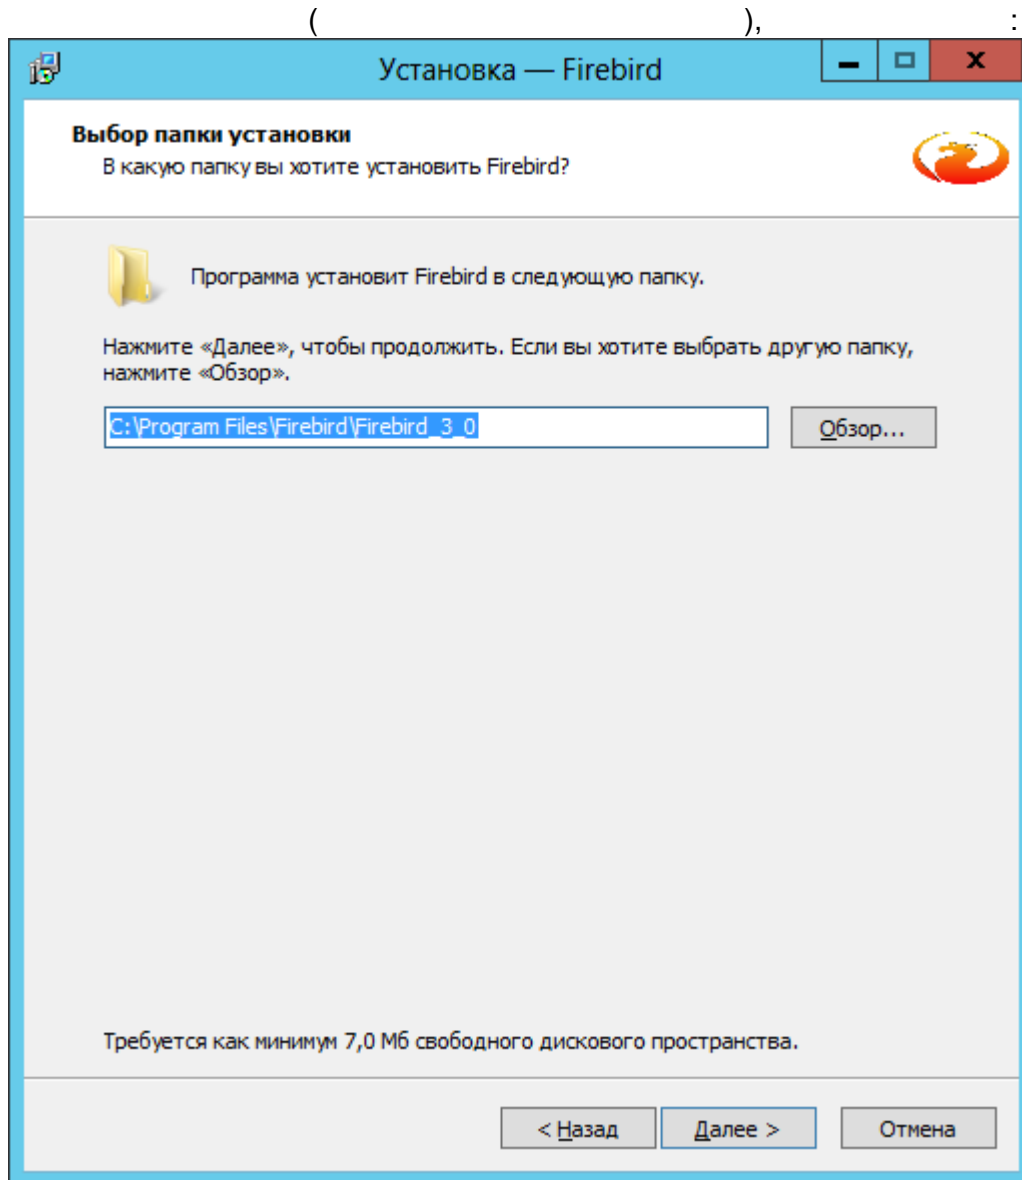 ( ), :
Установка — Firebird
Выбор папки установки
В какую папку вы хотите установить Firebird?
Программа установит Firebird в следующую папку.
Нажмите «Далее», чтобы продолжить. Если вы хотите выбрать другую папку,
нажмите «Обзор».
C:\Program Files\Firebird\Firebird_3_0
Обзор...
Требуется как минимум 7,0 Мб свободного дискового пространства.
< Назад
Далее >
Отмена